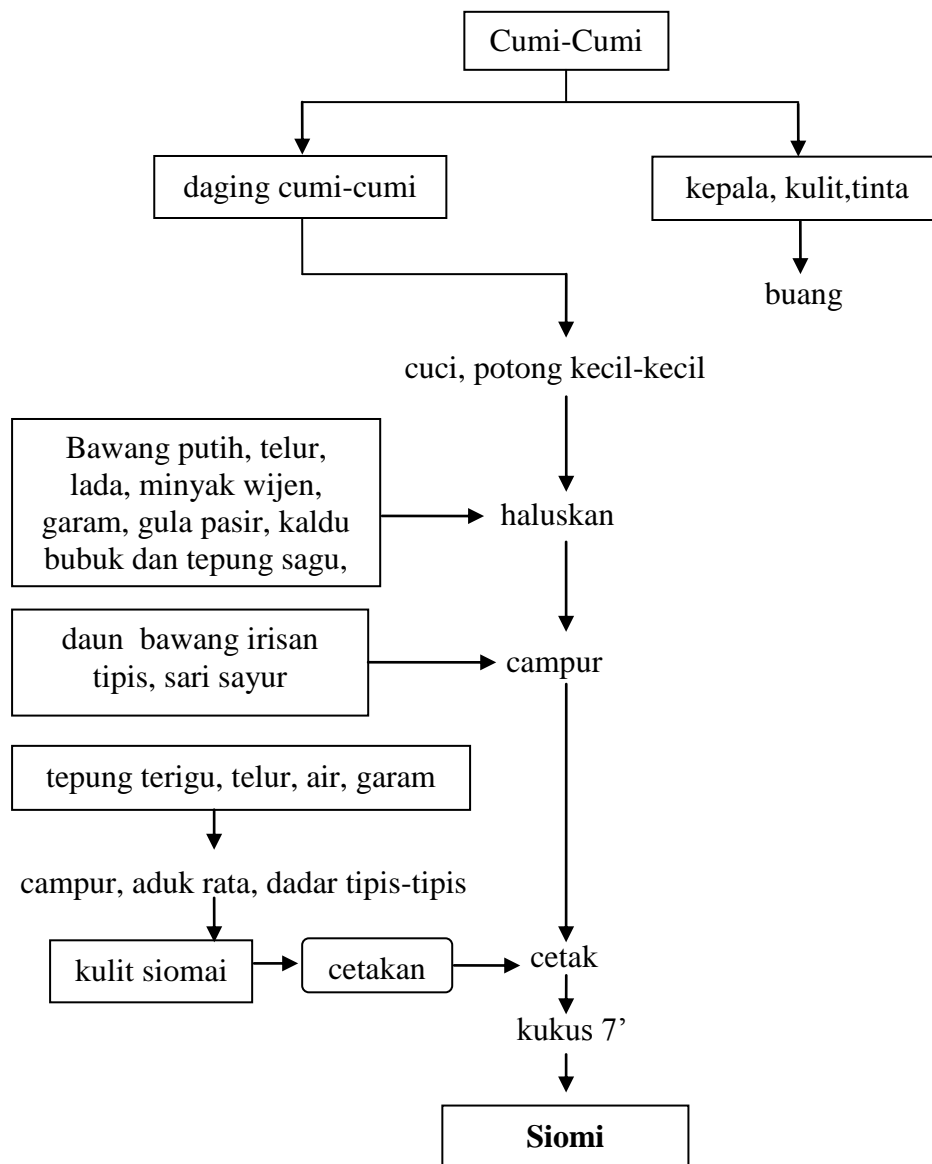 Cumi-Cumi
daging cumi-cumi
kepala, kulit,tinta
buang
cuci, potong kecil-kecil
Bawang putih, telur,
lada, minyak wijen,
garam, gula pasir, kaldu
bubuk dan tepung sagu,
haluskan
daun bawang irisan
tipis, sari sayur
campur
tepung terigu, telur, air, garam
campur, aduk rata, dadar tipis-tipis
kulit siomai
cetakan
cetak
kukus 7’
Siomi